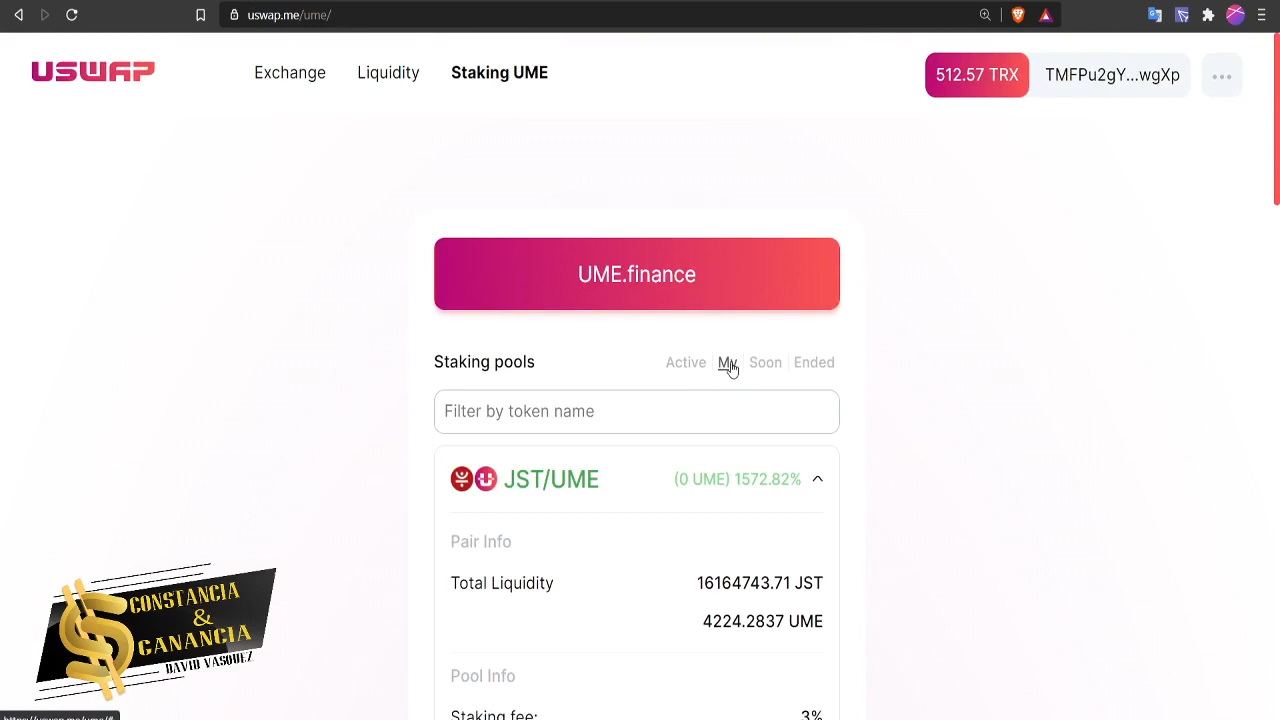 uswap.me/ume/
USWAP
Exchange
Liquidity
Staking UME
512.57 TRX
TMFPu2gY...wgXp
UME.finance
Staking pools
Active
My
Soon
Ended
Filter by token name
JST/UME
(0 UME) 1572.82%
Pair Info
Total Liquidity
16164743.71 JST
4224.2837 UME
Pool Info
Staking fee:
3%
CONSTANCIA
&
GANANCIA
DAVID VASQUEZ